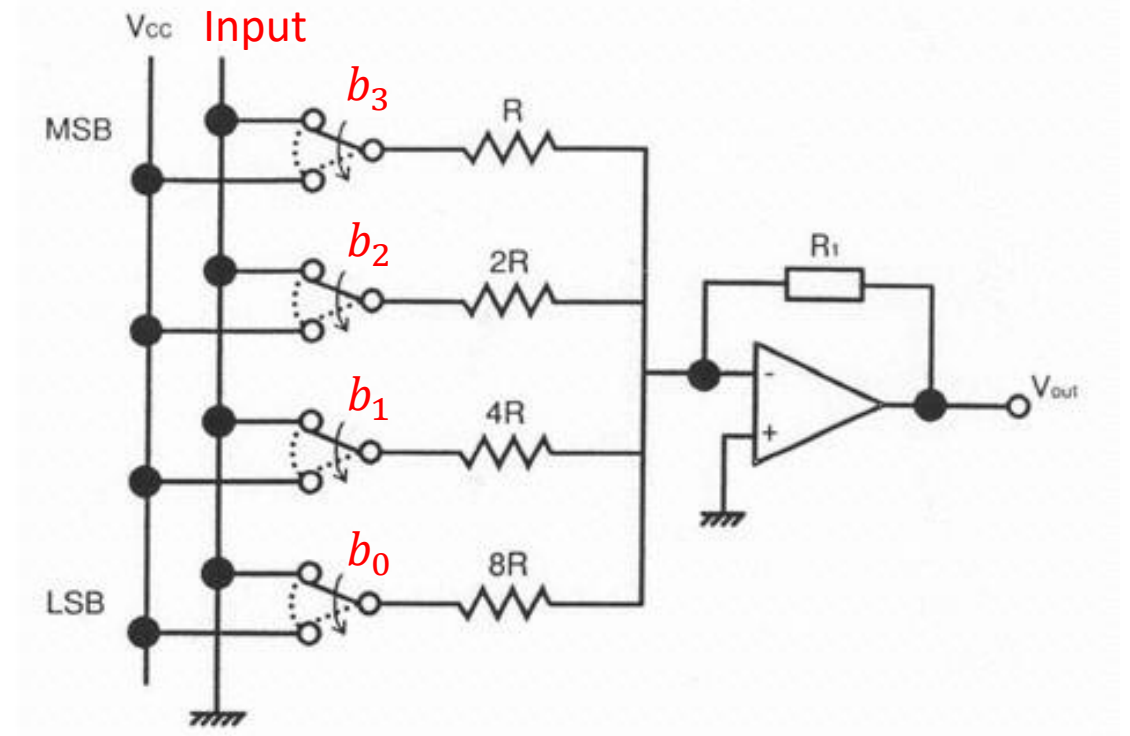 Vcc Input
b₃
MSB
R
b₂
2R
R₁
b₁
4R
-
+
Vout
b₀
8R
LSB